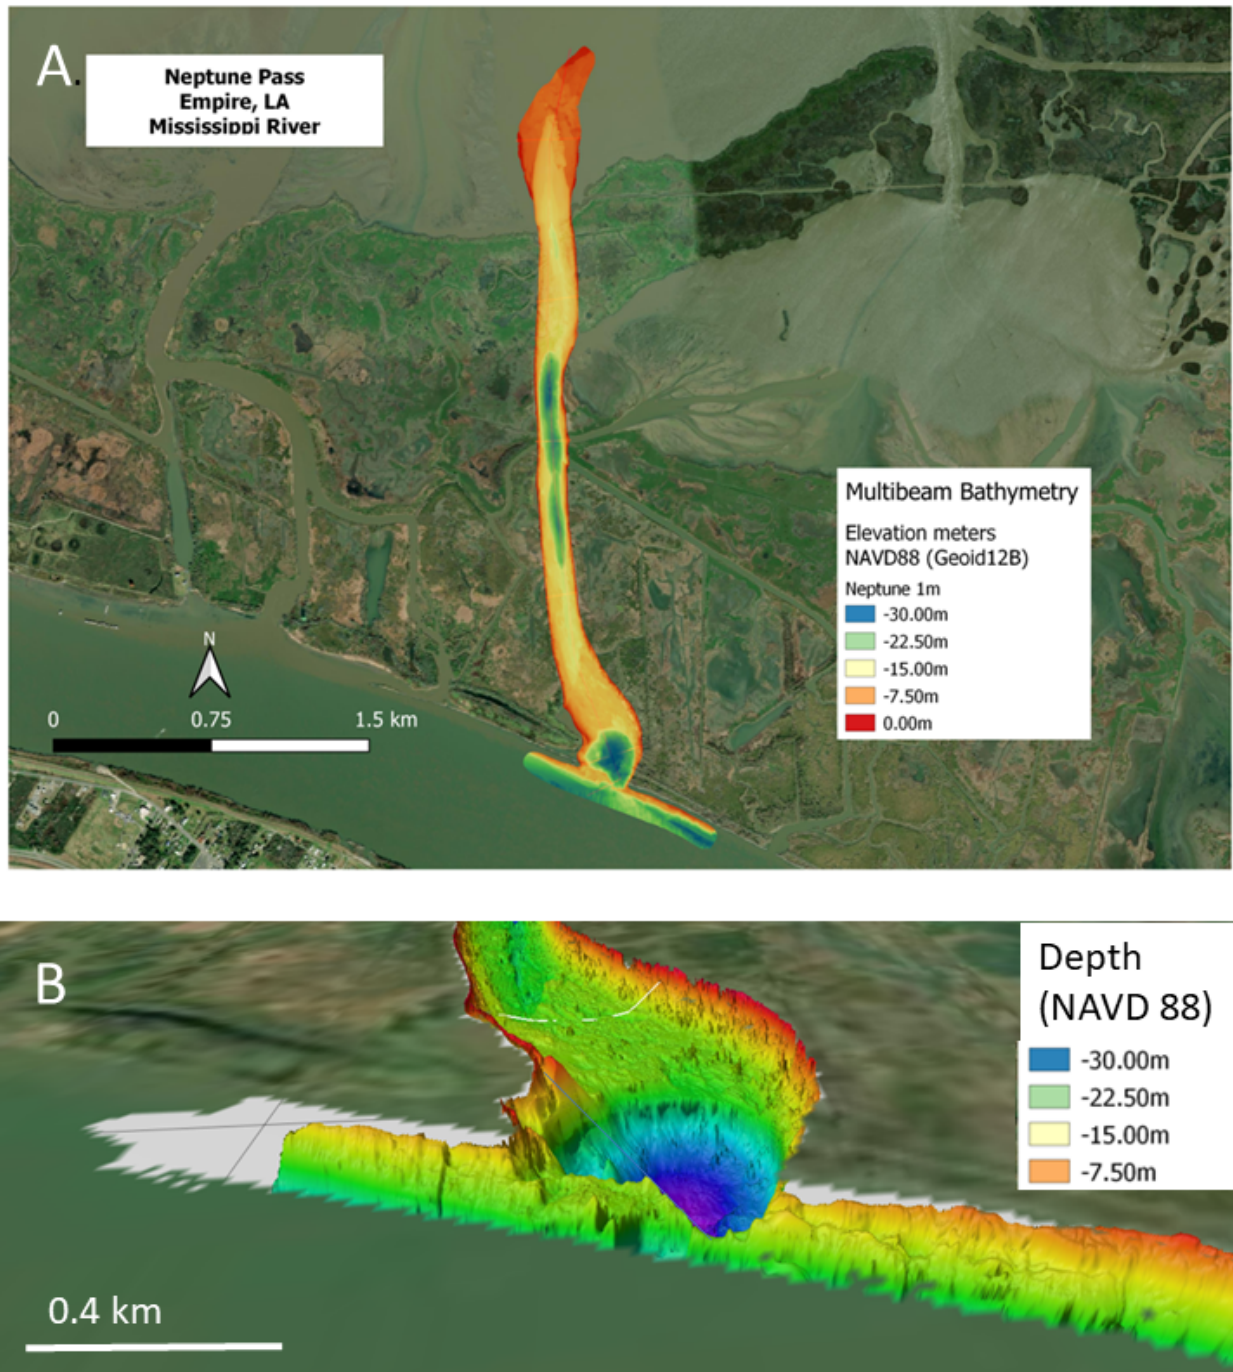 A.
Neptune Pass
Empire, LA
Mississippi River
Multibeam Bathymetry
Elevation meters
NAVD88 (Geoid12B)
Neptune 1m
-30.00m
-22.50m
-15.00m
-7.50m
0.00m
N
0 0.75 1.5 km
B
Depth
(NAVD 88)
-30.00m
-22.50m
-15.00m
-7.50m
0.4 km